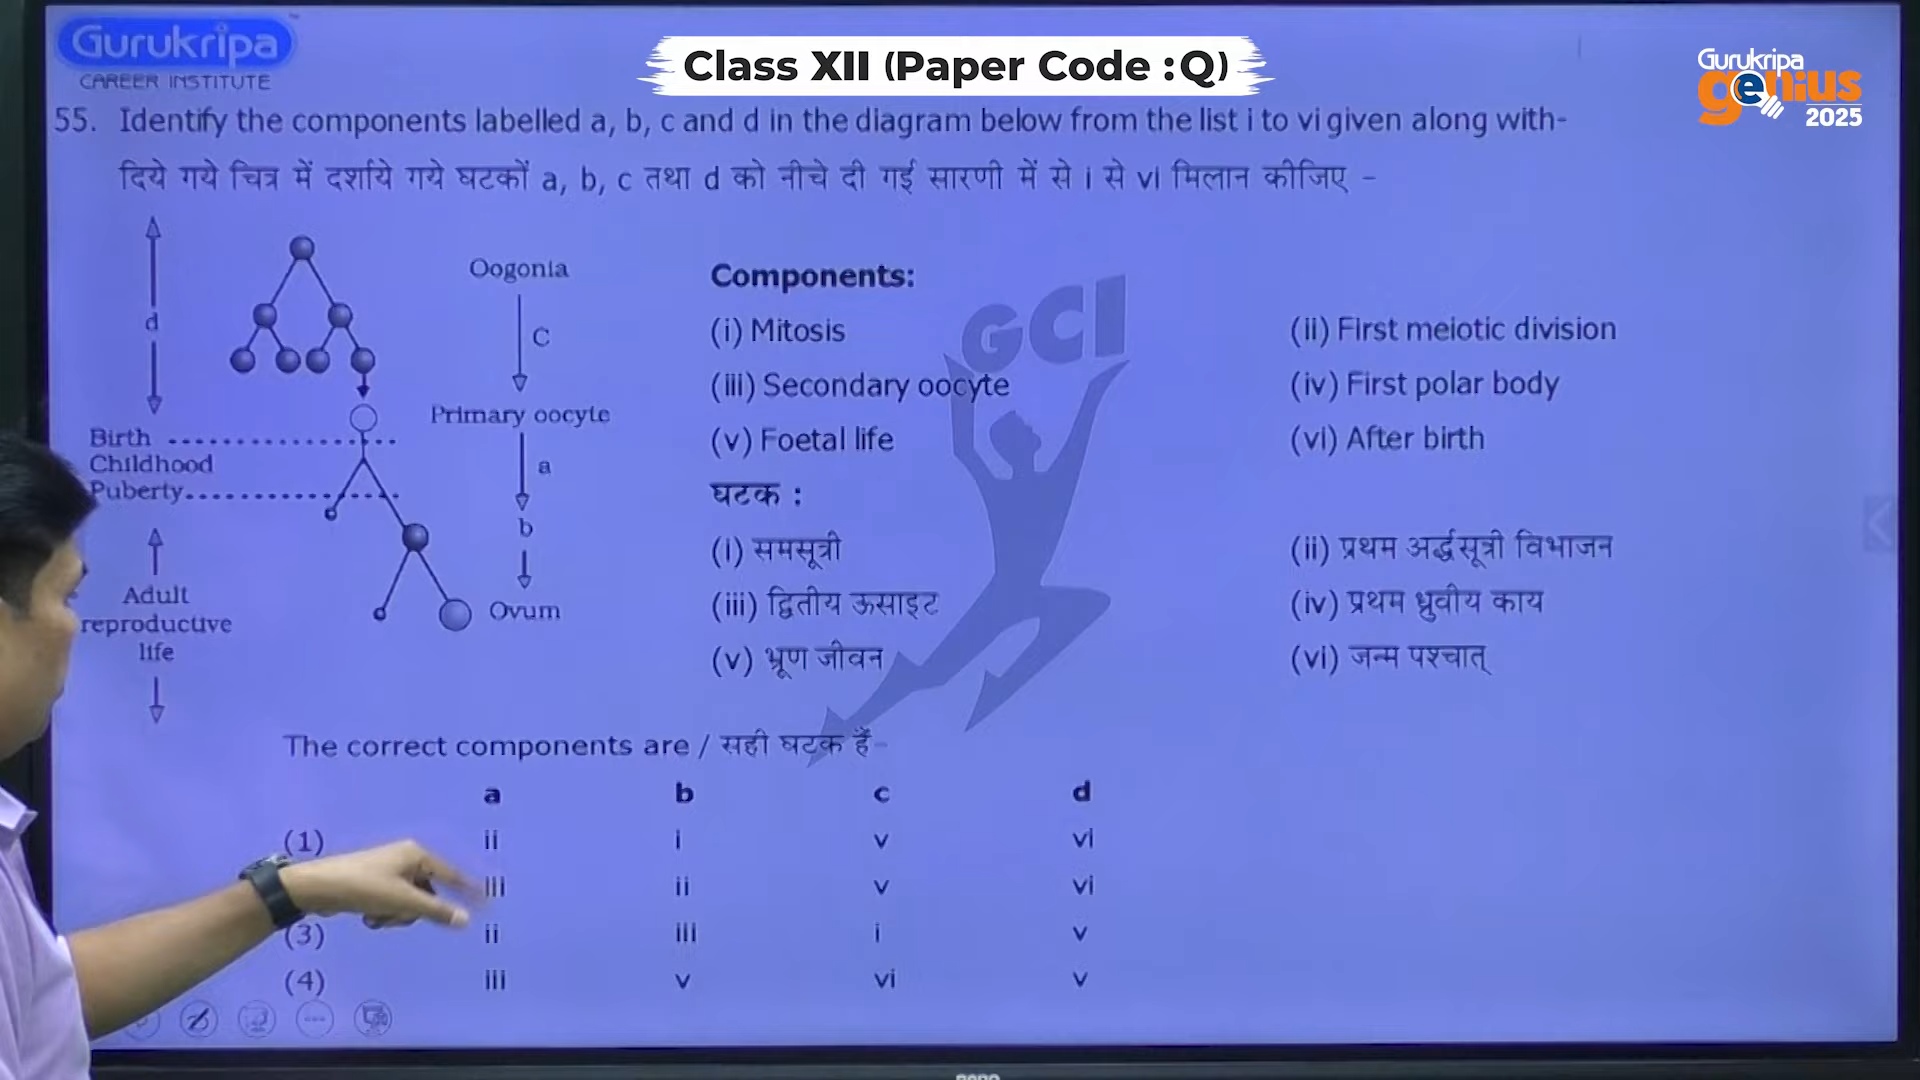 Gurukripa
CAREER INSTITUTE
Class XII (Paper Code :Q)
Gurukripa
genius
2025
55. Identify the components labelled a, b, c and d in the diagram below from the list i to vi given along with-
दिये गये चित्र में दर्शाये गये घटकों a, b, c तथा d को नीचे दी गई सारणी में से i से vi मिलान कीजिए –
d
Birth
Childhood
Puberty
Adult
reproductive
life
Oogonia
C
Primary oocyte
a
b
Ovum
GCI
Components:
(i) Mitosis (ii) First meiotic division
(iii) Secondary oocyte (iv) First polar body
(v) Foetal life (vi) After birth
घटक :
(i) समसूत्री (ii) प्रथम अर्द्धसूत्री विभाजन
(iii) द्वितीय ऊसाइट (iv) प्रथम ध्रुवीय काय
(v) भ्रूण जीवन (vi) जन्म पश्चात्
The correct components are / सही घटक हैं–
a b c d
(1) ii i v vi
iii ii v vi
(3) ii iii i v
(4) iii v vi v